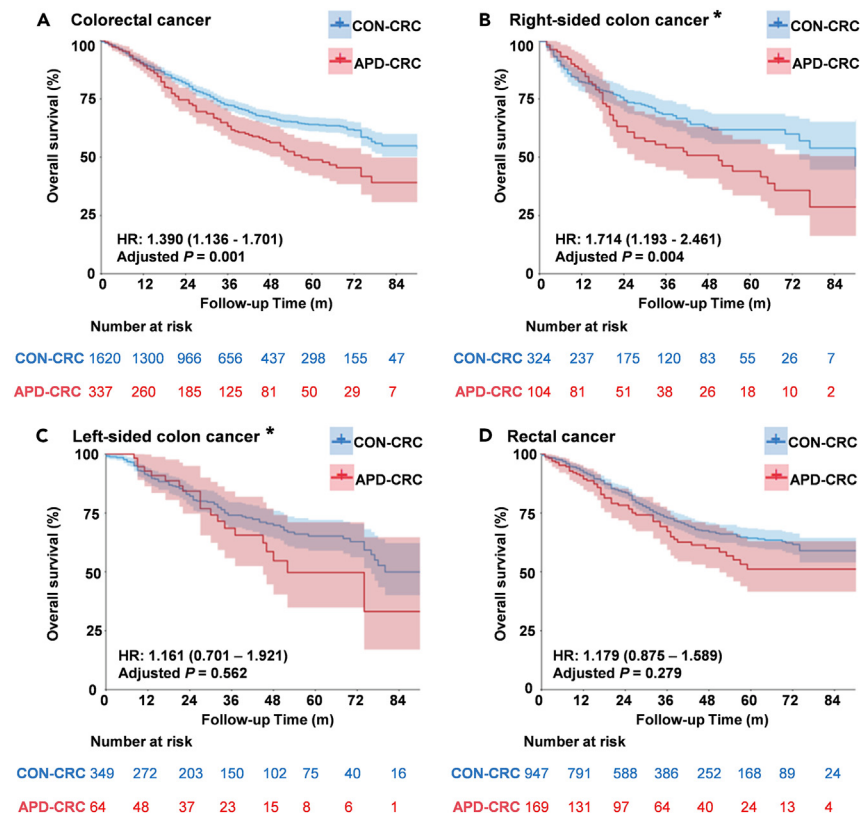 A Colorectal cancer
CON-CRC
APD-CRC
100
75
50
25
0
Overall survival (%)
HR: 1.390 (1.136 - 1.701)
Adjusted P = 0.001
0 12 24 36 48 60 72 84
Follow-up Time (m)
Number at risk
CON-CRC 1620 1300 966 656 437 298 155 47
APD-CRC 337 260 185 125 81 50 29 7
B Right-sided colon cancer *
CON-CRC
APD-CRC
100
75
50
25
0
Overall survival (%)
HR: 1.714 (1.193 - 2.461)
Adjusted P = 0.004
0 12 24 36 48 60 72 84
Follow-up Time (m)
Number at risk
CON-CRC 324 237 175 120 83 55 26 7
APD-CRC 104 81 51 38 26 18 10 2
C Left-sided colon cancer *
CON-CRC
APD-CRC
100
75
50
25
0
Overall survival (%)
HR: 1.161 (0.701 – 1.921)
Adjusted P = 0.562
0 12 24 36 48 60 72 84
Follow-up Time (m)
Number at risk
CON-CRC 349 272 203 150 102 75 40 16
APD-CRC 64 48 37 23 15 8 6 1
D Rectal cancer
CON-CRC
APD-CRC
100
75
50
25
0
Overall survival (%)
HR: 1.179 (0.875 – 1.589)
Adjusted P = 0.279
0 12 24 36 48 60 72 84
Follow-up Time (m)
Number at risk
CON-CRC 947 791 588 386 252 168 89 24
APD-CRC 169 131 97 64 40 24 13 4